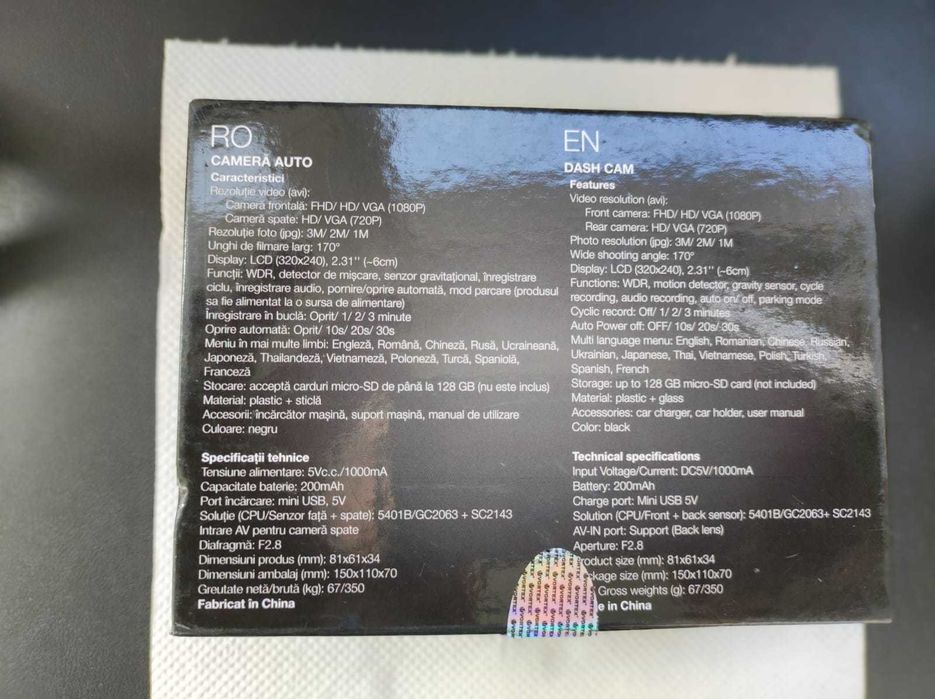 RO
CAMERĂ AUTO
Caracteristici
Rezoluție video (avi):
Cameră frontală: FHD/ HD/ VGA (1080P)
Cameră spate: HD/ VGA (720P)
Rezoluție foto (jpg): 3M/ 2M/ 1M
Unghi de filmare larg: 170°
Display: LCD (320x240), 2.31'' (~6cm)
Funcții: WDR, detector de mișcare, senzor gravitațional, înregistrare
ciclu, înregistrare audio, pornire/oprire automată, mod parcare (produsul
sa fie alimentat la o sursa de alimentare)
Înregistrare în buclă: Oprit/ 1/ 2/ 3 minute
Oprire automată: Oprit/ 10s/ 20s/ 30s
Meniu în mai multe limbi: Engleză, Română, Chineză, Rusă, Ucraineană,
Japoneză, Thailandeză, Vietnameză, Poloneză, Turcă, Spaniolă,
Franceză
Stocare: acceptă carduri micro-SD de până la 128 GB (nu este inclus)
Material: plastic + sticlă
Accesorii: încărcător mașină, suport mașină, manual de utilizare
Culoare: negru
Specificații tehnice
Tensiune alimentare: 5Vc.c./1000mA
Capacitate baterie: 200mAh
Port încărcare: mini USB, 5V
Soluție (CPU/Senzor față + spate): 5401B/GC2063 + SC2143
Intrare AV pentru cameră spate
Diafragmă: F2.8
Dimensiuni produs (mm): 81x61x34
Dimensiuni ambalaj (mm): 150x110x70
Greutate netă/brută (kg): 67/350
Fabricat în China
EN
DASH CAM
Features
Video resolution (avi):
Front camera: FHD/ HD/ VGA (1080P)
Rear camera: HD/ VGA (720P)
Photo resolution (jpg): 3M/ 2M/ 1M
Wide shooting angle: 170°
Display: LCD (320x240), 2.31'' (~6cm)
Functions: WDR, motion detector, gravity sensor, cycle
recording, audio recording, auto on/ off, parking mode
Cyclic record: Off/ 1/ 2/ 3 minutes
Auto Power off: OFF/ 10s/ 20s/ 30s
Multi language menu: English, Romanian, Chinese, Russian,
Ukrainian, Japanese, Thai, Vietnamese, Polish, Turkish,
Spanish, French
Storage: up to 128 GB micro-SD card (not included)
Material: plastic + glass
Accessories: car charger, car holder, user manual
Color: black
Technical specifications
Input Voltage/Current: DC5V/1000mA
Battery: 200mAh
Charge port: Mini USB 5V
Solution (CPU/Front + back sensor): 5401B/GC2063+ SC2143
AV-IN port: Support (Back lens)
Aperture: F2.8
roduct size (mm): 81x61x34
ckage size (mm): 150x110x70
Gross weights (g): 67/350
e in China
VORTEX